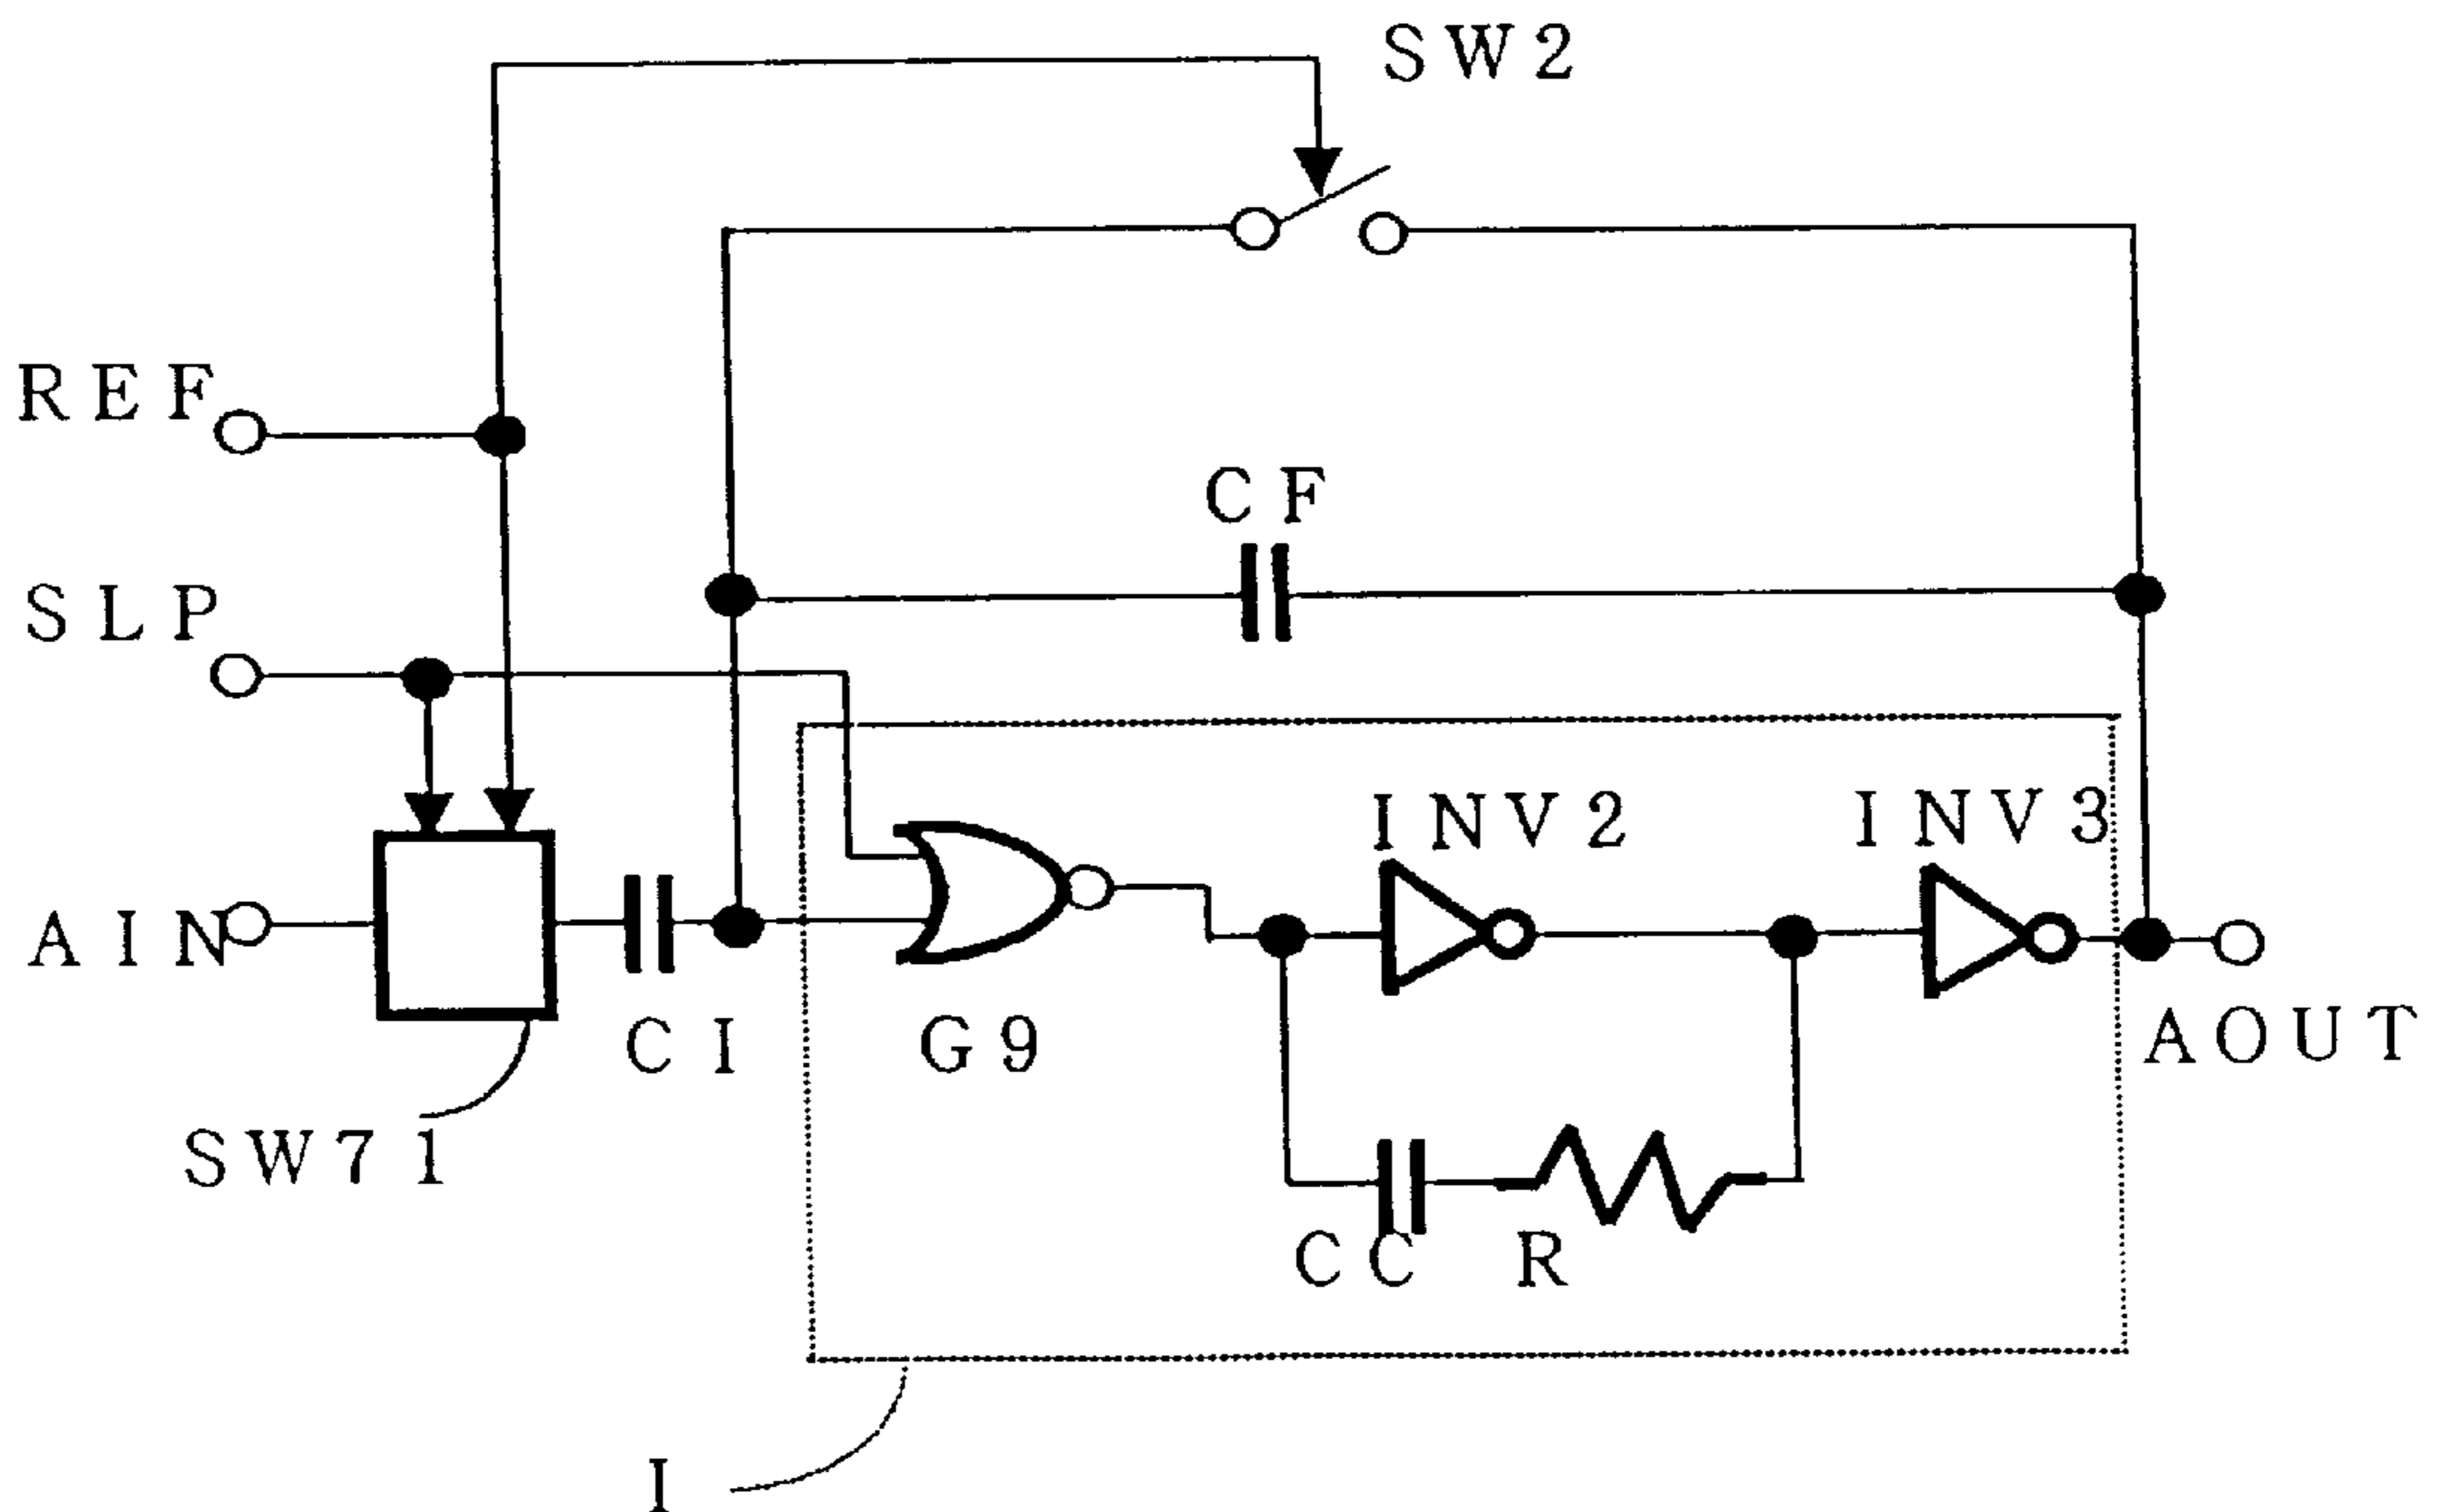 SW2
REF
CF
SLP
INV2
INV3
AIN
CI
G9
AOUT
SW71
CC
R
I